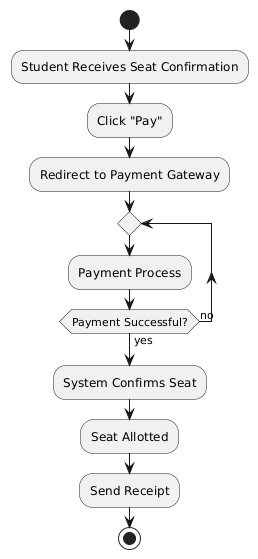 Student Receives Seat Confirmation
Click "Pay"
Redirect to Payment Gateway
Payment Process
Payment Successful?
no
yes
System Confirms Seat
Seat Allotted
Send Receipt